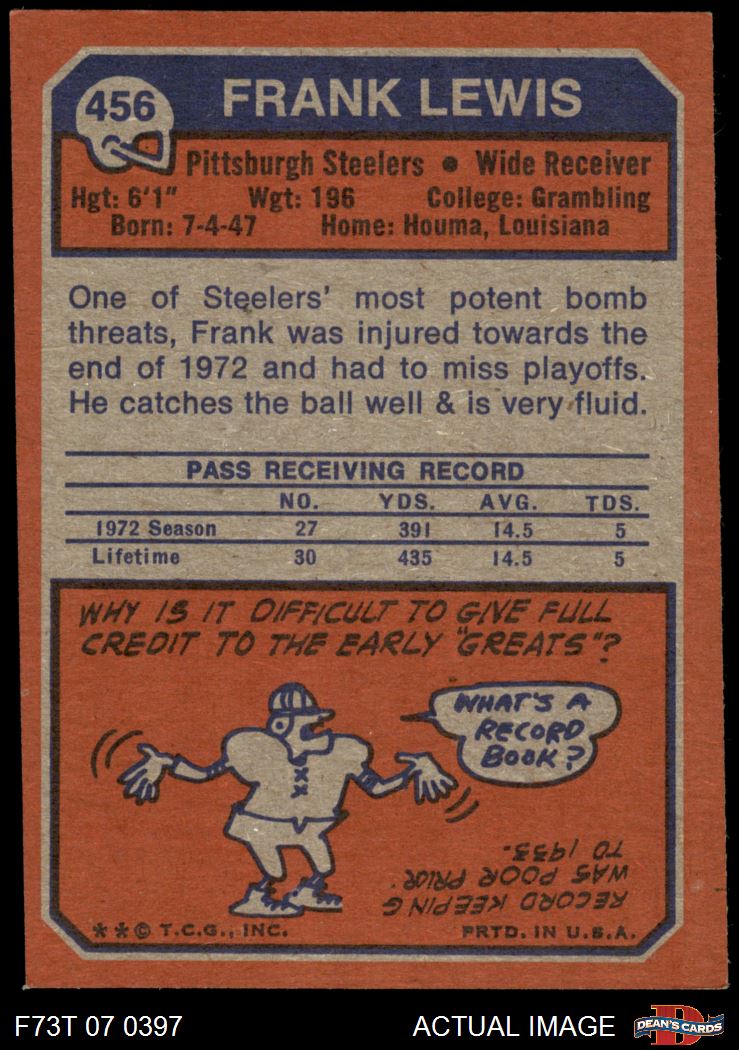 456
FRANK LEWIS
Pittsburgh Steelers ● Wide Receiver
Hgt: 6'1" Wgt: 196 College: Grambling
Born: 7-4-47 Home: Houma, Louisiana
One of Steelers' most potent bomb
threats, Frank was injured towards the
end of 1972 and had to miss playoffs.
He catches the ball well & is very fluid.
PASS RECEIVING RECORD
NO. YDS. AVG. TDS.
1972 Season 27 391 14.5 5
Lifetime 30 435 14.5 5
WHY IS IT DIFFICULT TO GIVE FULL
CREDIT TO THE EARLY "GREATS"?
WHAT'S A
RECORD
BOOK?
RECORD KEEPING
WAS POOR PRIOR
TO 1933.
**© T.C.G., INC. PRTD. IN U.S.A.
F73T 07 0397 ACTUAL IMAGE
D
DEAN'S CARDS